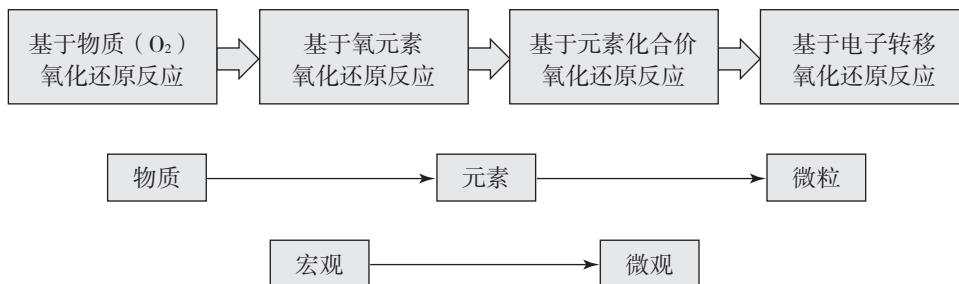 基于物质（O₂）
氧化还原反应
基于氧元素
氧化还原反应
基于元素化合价
氧化还原反应
基于电子转移
氧化还原反应
物质
元素
微粒
宏观
微观